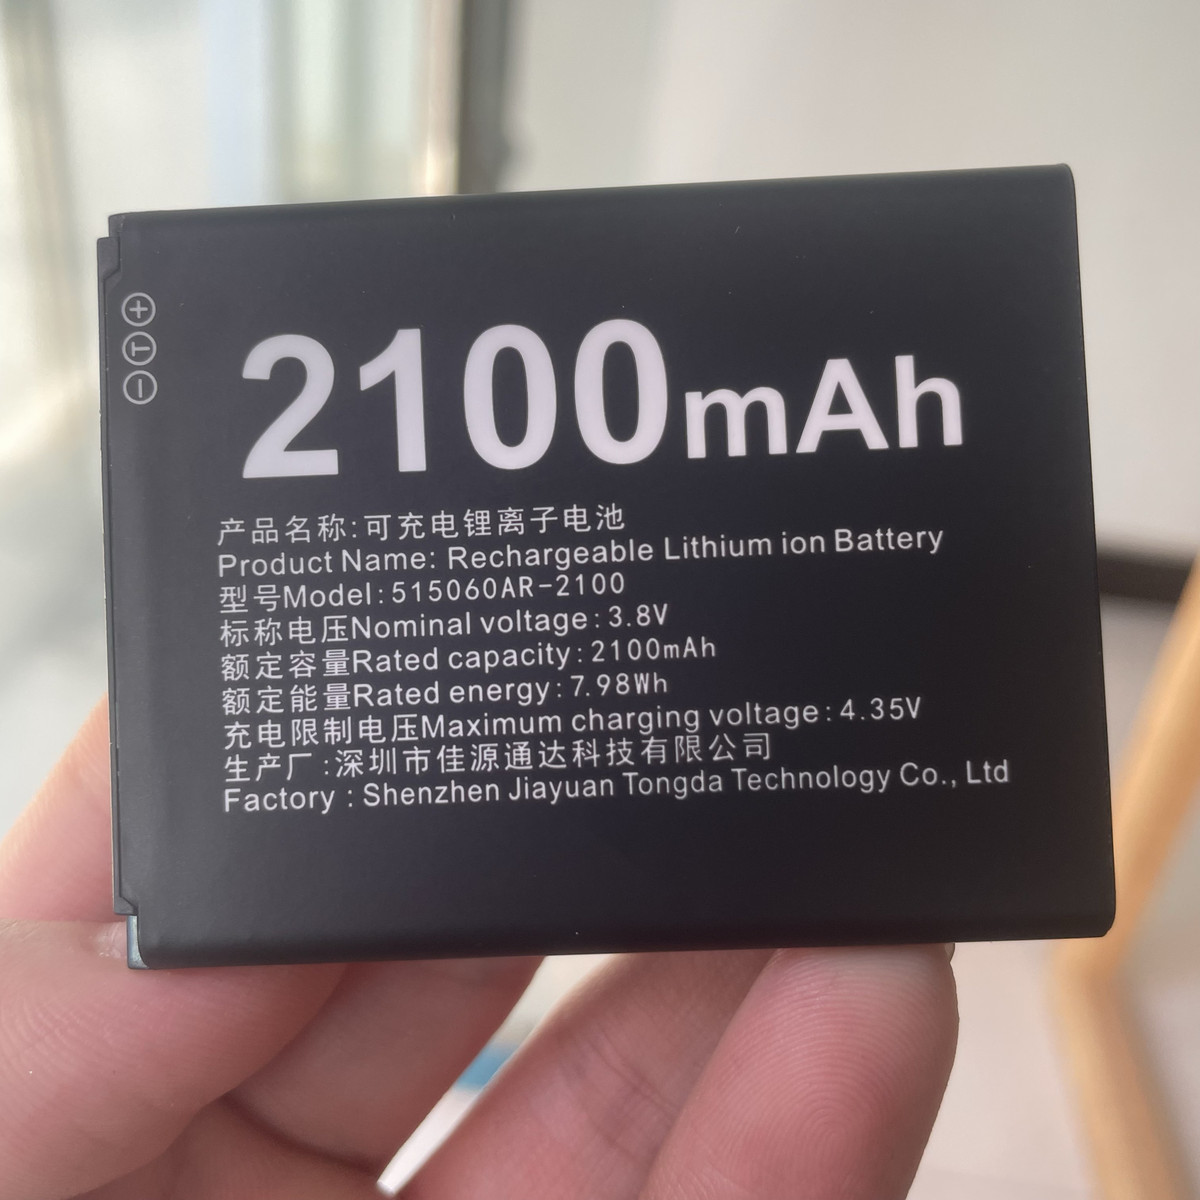 +
T
-
2100mAh
产品名称:可充电锂离子电池
Product Name: Rechargeable Lithium ion Battery
型号Model:515060AR-2100
标称电压Nominal voltage:3.8V
额定容量Rated capacity:2100mAh
额定能量Rated energy:7.98Wh
充电限制电压Maximum charging voltage:4.35V
生产厂:深圳市佳源通达科技有限公司
Factory : Shenzhen Jiayuan Tongda Technology Co., Ltd